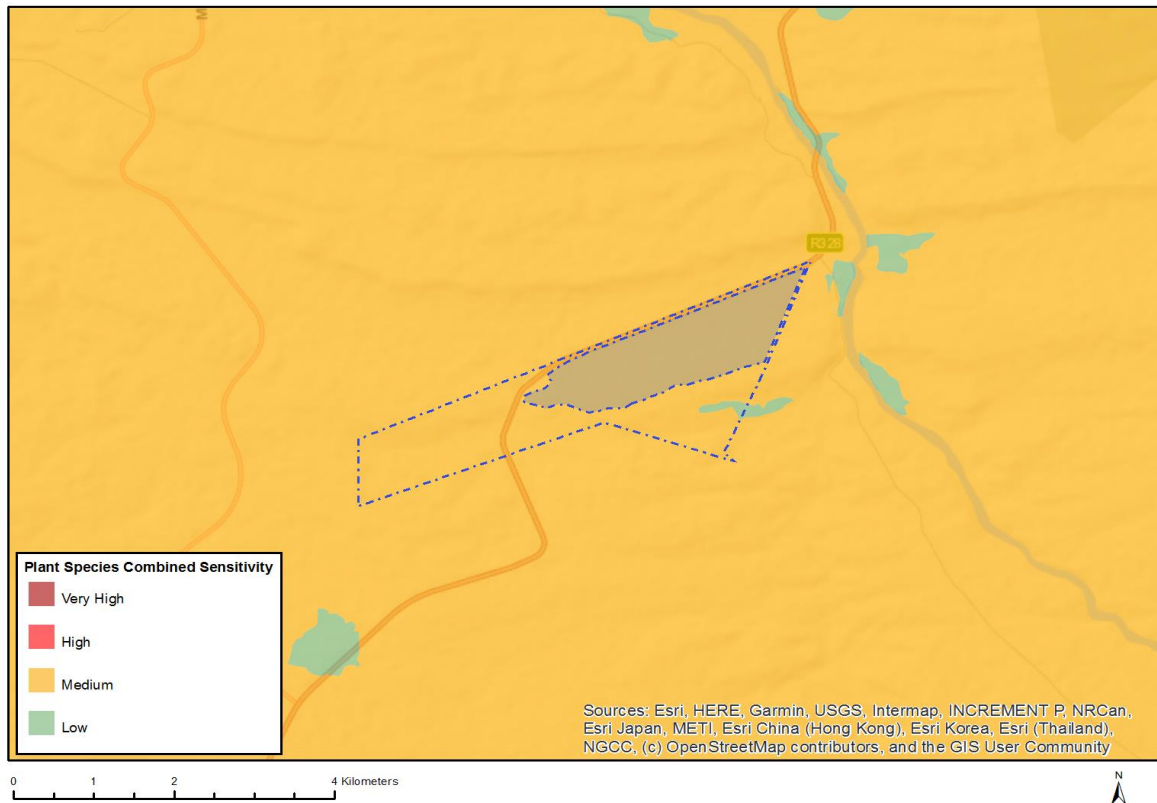 M
R328
Plant Species Combined Sensitivity
Very High
High
Medium
Low
Sources: Esri, HERE, Garmin, USGS, Intermap, INCREMENT P, NRCan,
Esri Japan, METI, Esri China (Hong Kong), Esri Korea, Esri (Thailand),
NGCC, (c) OpenStreetMap contributors, and the GIS User Community
0 1 2 4 Kilometers
N